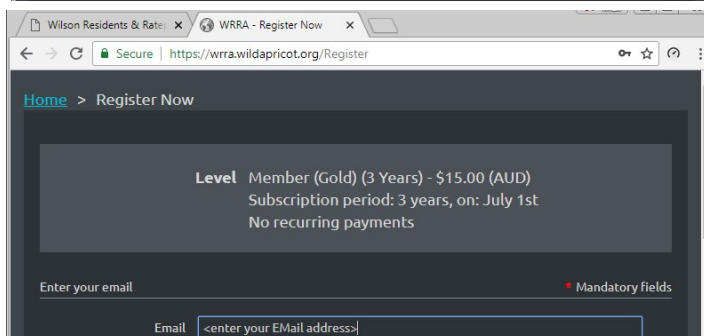 Wilson Residents & Rate
WRRA - Register Now
Secure | https://wrra.wildapricot.org/Register
Home > Register Now
Level Member (Gold) (3 Years) - $15.00 (AUD)
Subscription period: 3 years, on: July 1st
No recurring payments
Enter your email * Mandatory fields
Email <enter your EMail address>